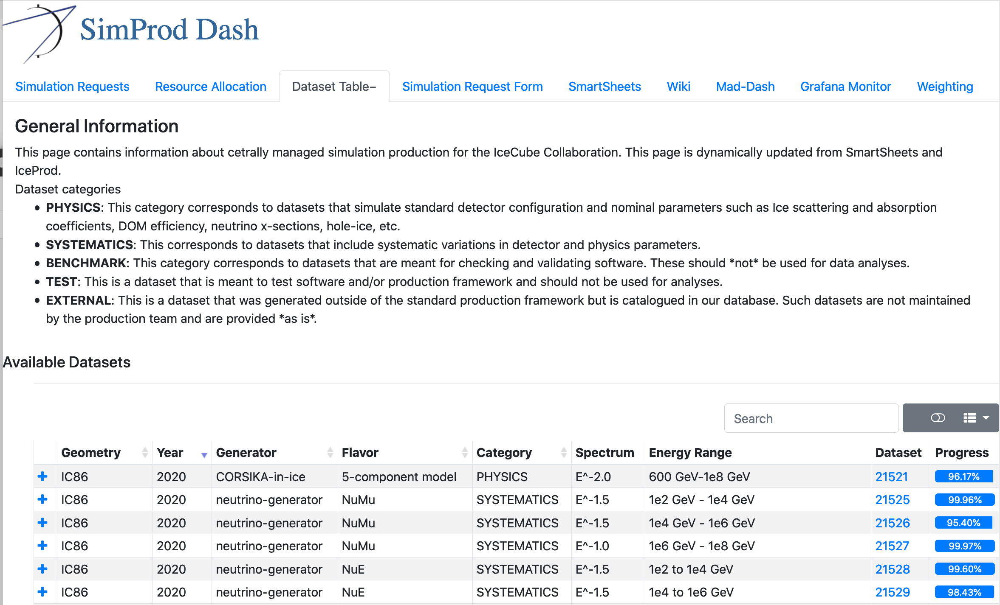 SimProd Dash
Simulation Requests Resource Allocation Dataset Table– Simulation Request Form SmartSheets Wiki Mad-Dash Grafana Monitor Weighting
General Information
This page contains information about cetrally managed simulation production for the IceCube Collaboration. This page is dynamically updated from SmartSheets and
IceProd.
Dataset categories
• PHYSICS: This category corresponds to datasets that simulate standard detector configuration and nominal parameters such as Ice scattering and absorption
coefficients, DOM efficiency, neutrino x-sections, hole-ice, etc.
• SYSTEMATICS: This corresponds to datasets that include systematic variations in detector and physics parameters.
• BENCHMARK: This category corresponds to datasets that are meant for checking and validating software. These should *not* be used for data analyses.
• TEST: This is a dataset that is meant to test software and/or production framework and should not be used for analyses.
• EXTERNAL: This is a dataset that was generated outside of the standard production framework but is catalogued in our database. Such datasets are not maintained
by the production team and are provided *as is*.
Available Datasets
Search
Geometry Year Generator Flavor Category Spectrum Energy Range Dataset Progress
+ IC86 2020 CORSIKA-in-ice 5-component model PHYSICS E^-2.0 600 GeV-1e8 GeV 21521 96.17%
+ IC86 2020 neutrino-generator NuMu SYSTEMATICS E^-1.5 1e2 GeV - 1e4 GeV 21525 99.96%
+ IC86 2020 neutrino-generator NuMu SYSTEMATICS E^-1.5 1e4 GeV - 1e6 GeV 21526 95.40%
+ IC86 2020 neutrino-generator NuMu SYSTEMATICS E^-1.0 1e6 GeV - 1e8 GeV 21527 99.97%
+ IC86 2020 neutrino-generator NuE SYSTEMATICS E^-1.5 1e2 to 1e4 GeV 21528 99.60%
+ IC86 2020 neutrino-generator NuE SYSTEMATICS E^-1.5 1e4 to 1e6 GeV 21529 98.43%